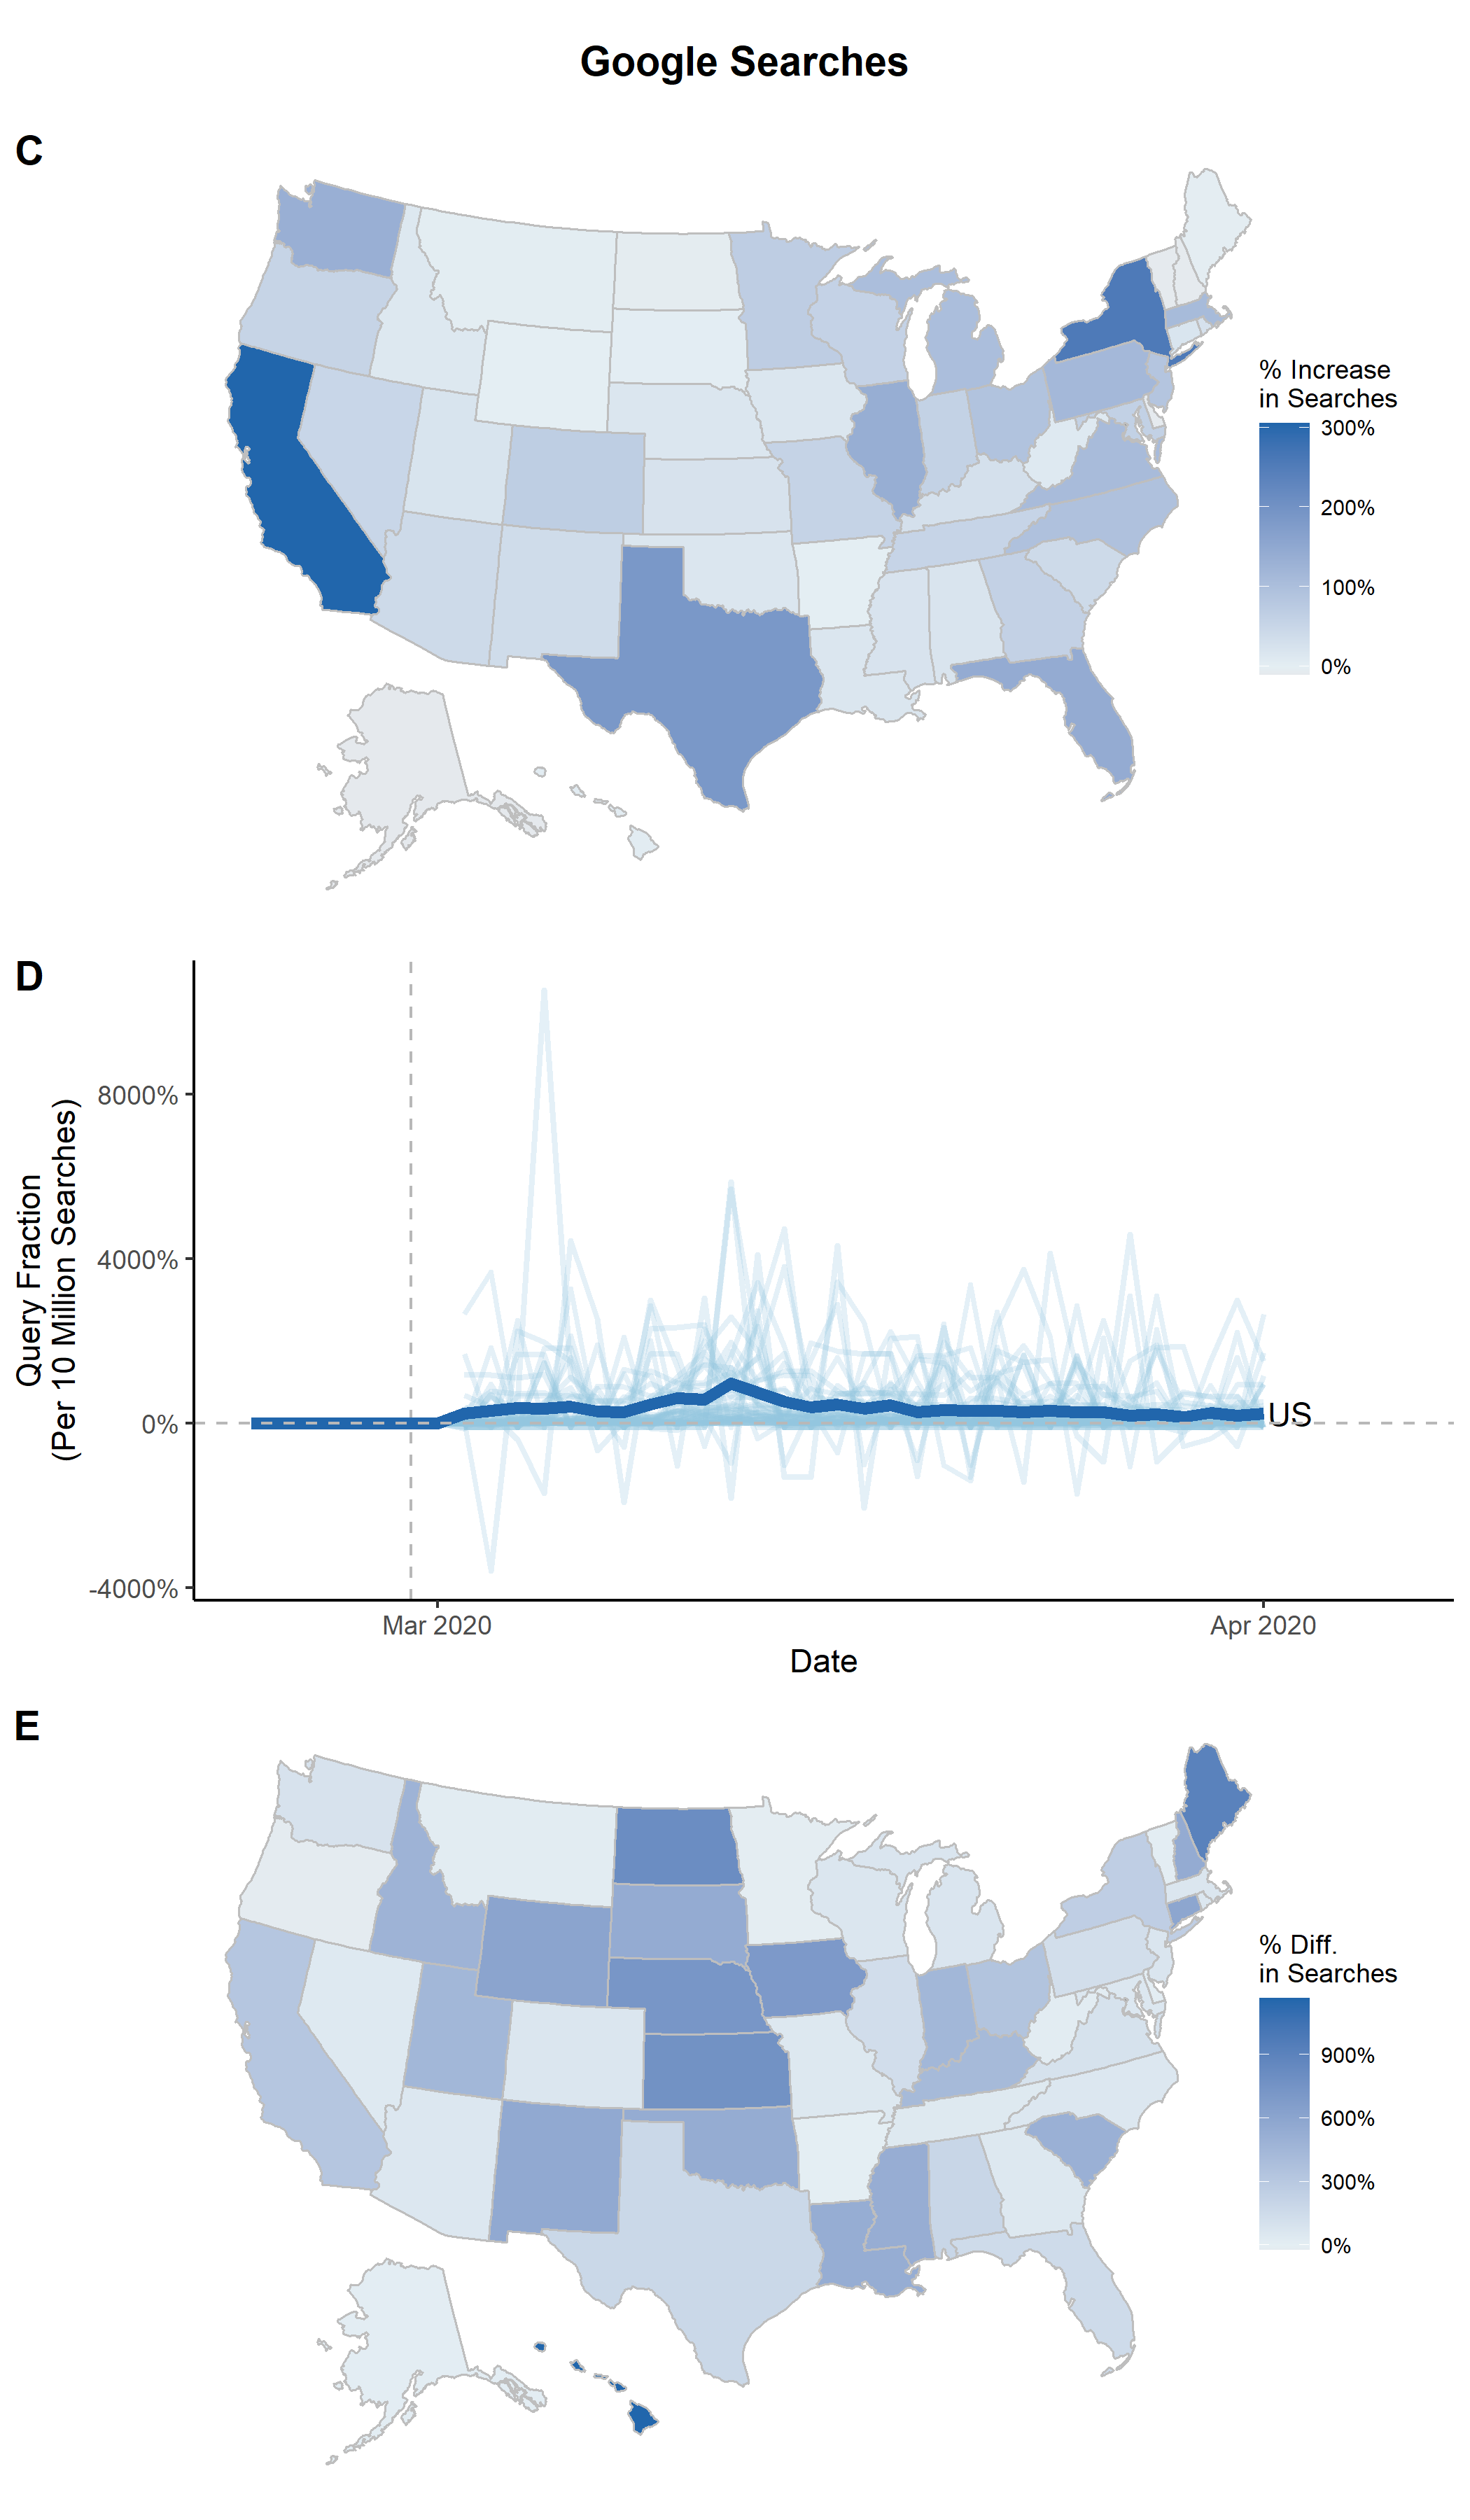 Google Searches
C
% Increase
in Searches
300%
200%
100%
0%
D
Query Fraction
(Per 10 Million Searches)
8000%
4000%
0%
-4000%
US
Mar 2020
Apr 2020
Date
E
% Diff.
in Searches
900%
600%
300%
0%